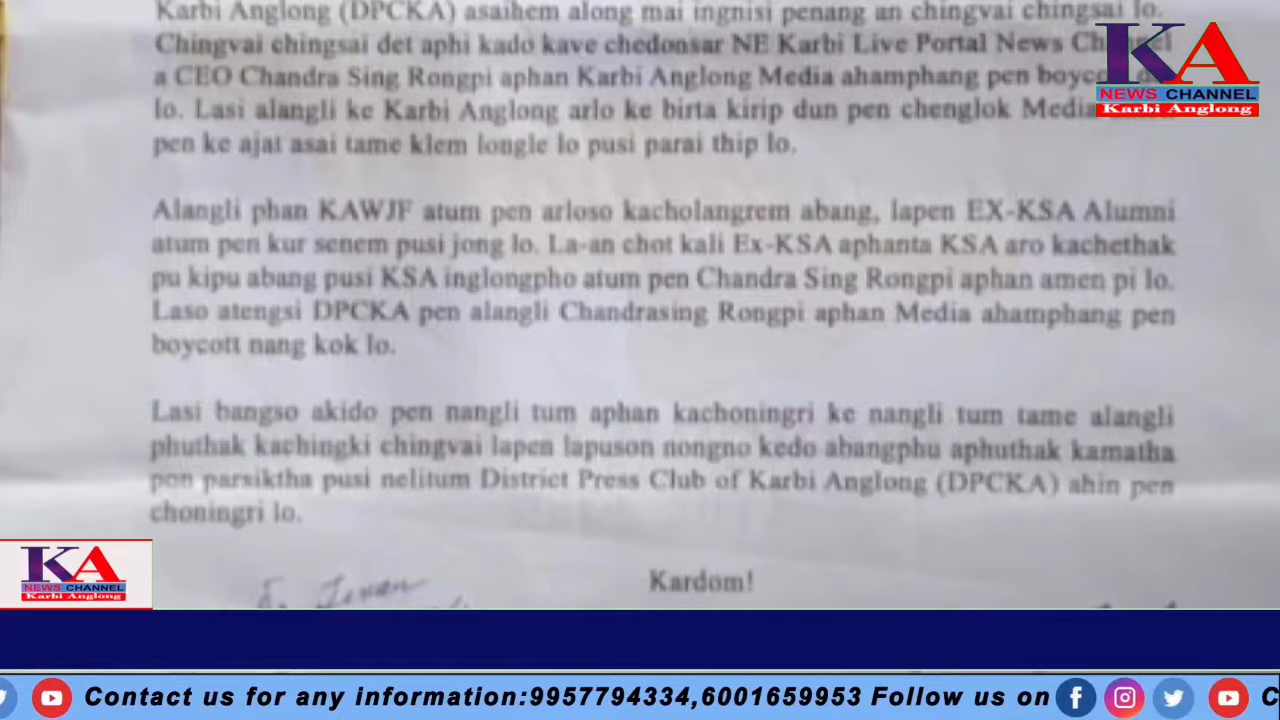 Karbi Anglong (DPCKA) asaihem along mai ingnisi penang an chingvai chingsai lo.
Chingvai chingsai det aphi kado kave chedonsar NE Karbi Live Portal News
a CEO Chandra Sing Rongpi aphan Karbi Anglong Media ahamphang pen
lo. Lasi alangli ke arlo ke bina kirip dun pen chenglok Media
pen ke ajat asai tame klem longle lo pusi parai thip lo.
Alangli phan KAWJF atum pen arloso kacholangrem abang, lapen EX-KSA Alumni
atum pen kur senem pusi jong lo. La-an chot kali Ex-KSA aphanta KSA aro kachethak
pu kipu abang pusi KSA inglongpho atum pen Chandra Sing Rongpi aphan amen pi lo.
Laso atengsi DPCKA pen alangli Chandrasing Rongpi aphan Media ahamphang pen
boycott nang kok lo.
Lasi bangso akido pen nangli tum aphan kachoningri ke nangli tum tame alangli
phuthak kachingki chingvai lapen lapuson nongno kedo abangphu aphuthak kamatha
pen parsiktha pusi nelitum District Press Club of Karbi Anglong (DPCKA) ahin pen
choningri lo.
Kardom!
KA
NEWS CHANNEL
Karbi Anglong
KA
NEWS CHANNEL
Karbi Anglong
Contact us for any information:9957794334,6001659953 Follow us on